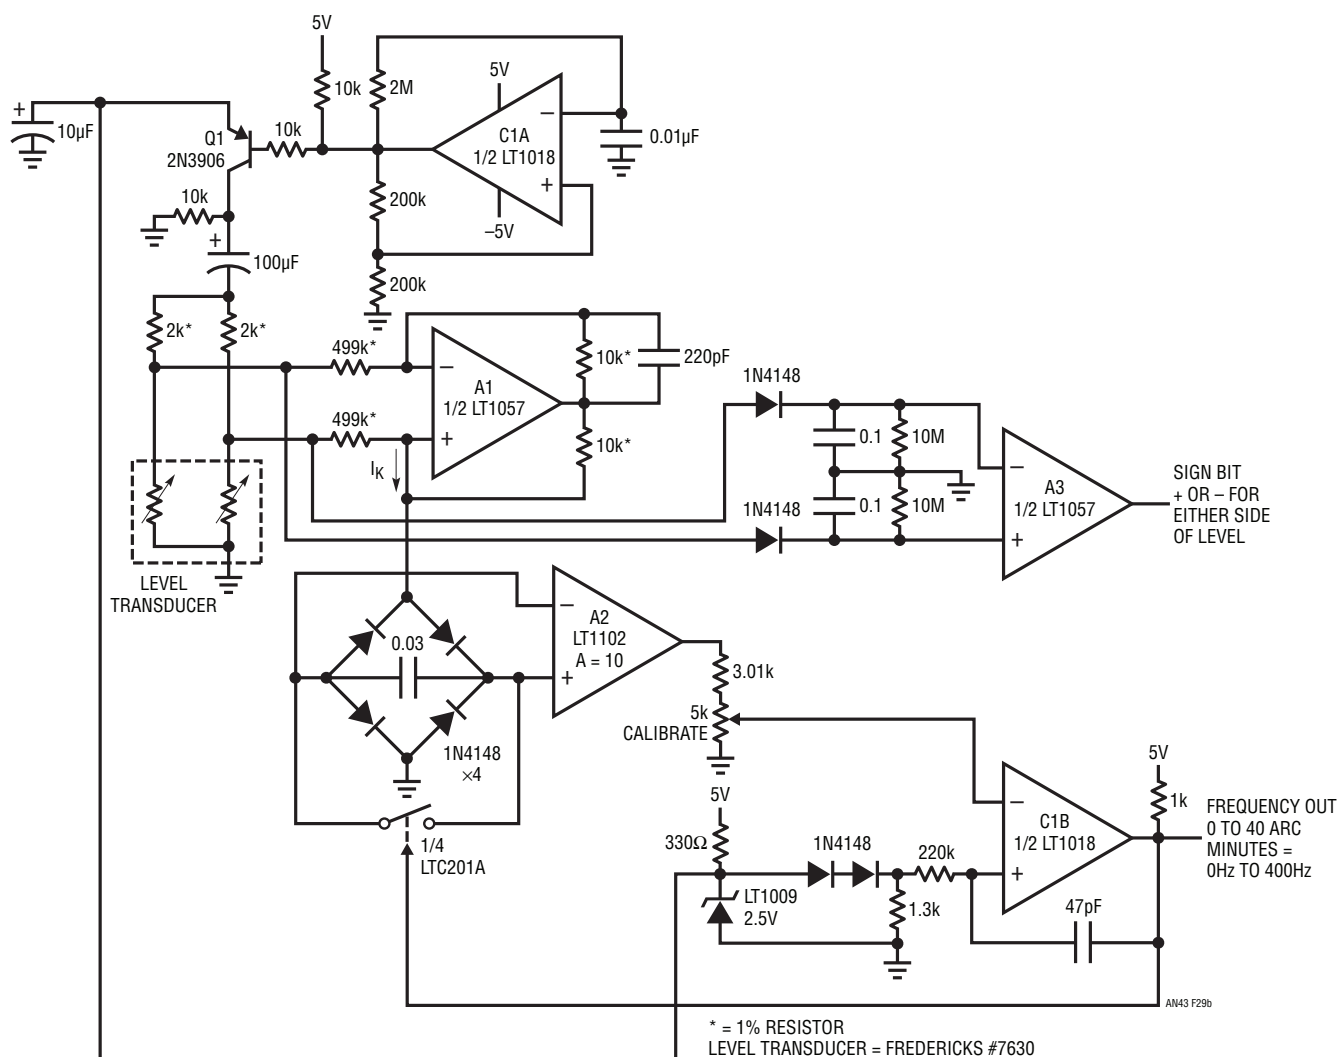 5V
10k
2M
5V
+
10µF
Q1
2N3906
10k
C1A
1/2 LT1018
−
+
–5V
0.01µF
10k
200k
+
100µF
200k
2k*
2k*
499k*
−
A1
1/2 LT1057
10k*
220pF
499k*
+
10k*
I_K
1N4148
0.1
10M
−
A3
1/2 LT1057
+
1N4148
0.1
10M
SIGN BIT
+ OR – FOR
EITHER SIDE
OF LEVEL
LEVEL
TRANSDUCER
−
A2
LT1102
A = 10
+
0.03
3.01k
5k
CALIBRATE
1N4148
×4
1/4
LTC201A
5V
330Ω
1N4148
220k
LT1009
2.5V
1.3k
−
C1B
1/2 LT1018
+
5V
1k
47pF
FREQUENCY OUT
0 TO 40 ARC
MINUTES =
0Hz TO 400Hz
AN43 F29b
* = 1% RESISTOR
LEVEL TRANSDUCER = FREDERICKS #7630